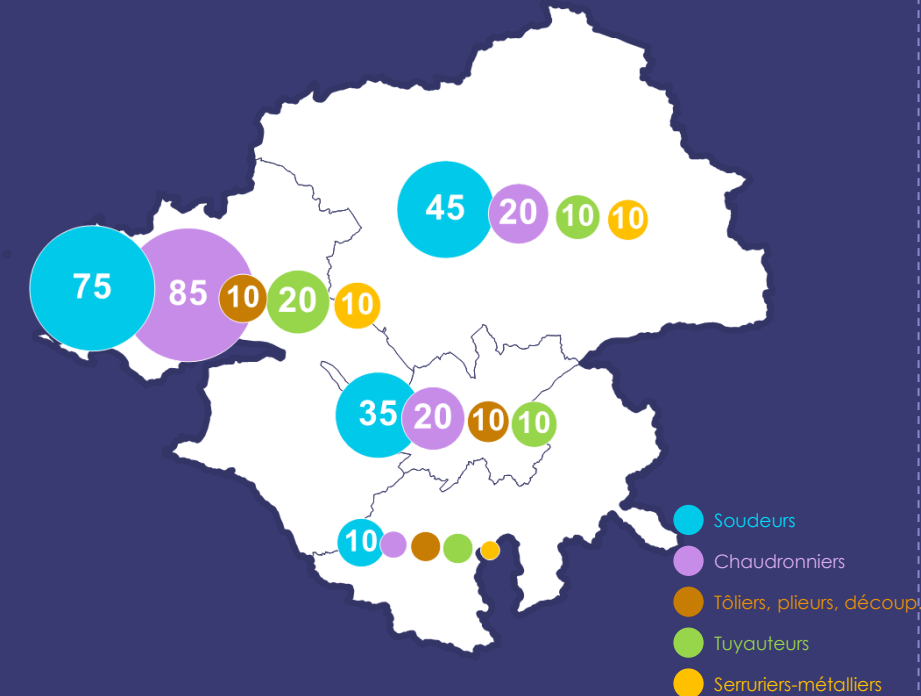 45 20 10 10
75 85 10 20 10
35 20 10 10
10
Soudeurs
Chaudronniers
Tôliers, plieurs, découp
Tuyauteurs
Serruriers-métalliers